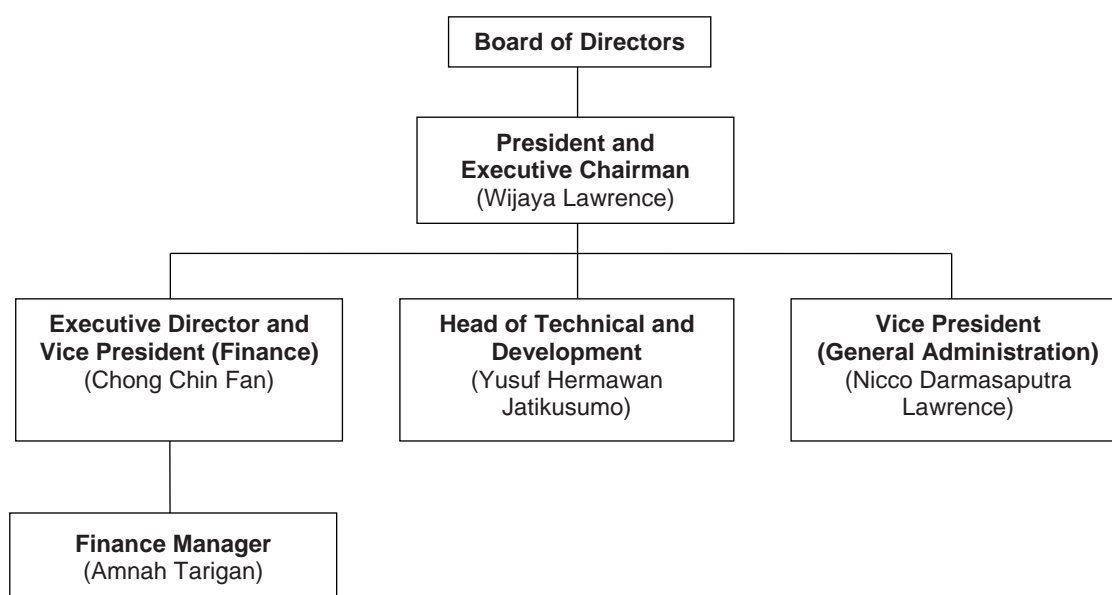 Board of Directors
President and
Executive Chairman
(Wijaya Lawrence)
Executive Director and
Vice President (Finance)
(Chong Chin Fan)
Head of Technical and
Development
(Yusuf Hermawan
Jatikusumo)
Vice President
(General Administration)
(Nicco Darmasaputra
Lawrence)
Finance Manager
(Amnah Tarigan)